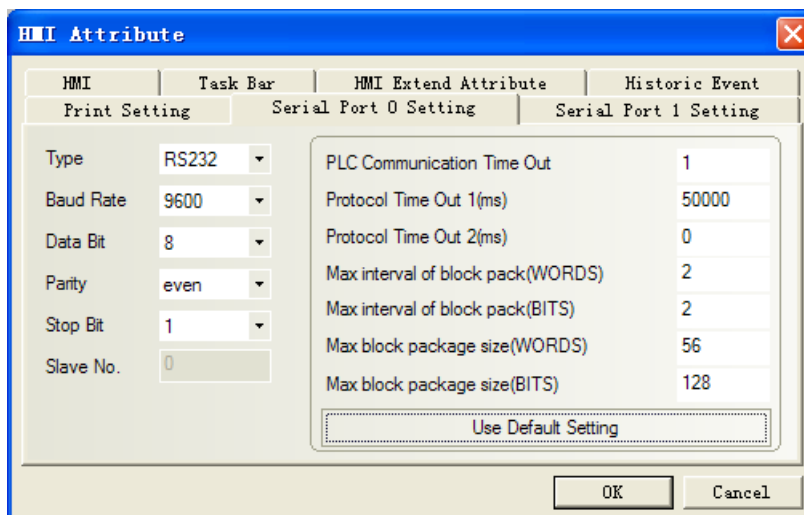 HMI Attribute
HMI Task Bar HMI Extend Attribute Historic Event
Print Setting Serial Port 0 Setting Serial Port 1 Setting
Type RS232
Baud Rate 9600
Data Bit 8
Parity even
Stop Bit 1
Slave No. 0
PLC Communication Time Out 1
Protocol Time Out 1(ms) 50000
Protocol Time Out 2(ms) 0
Max interval of block pack(WORDS) 2
Max interval of block pack(BITS) 2
Max block package size(WORDS) 56
Max block package size(BITS) 128
Use Default Setting
OK Cancel